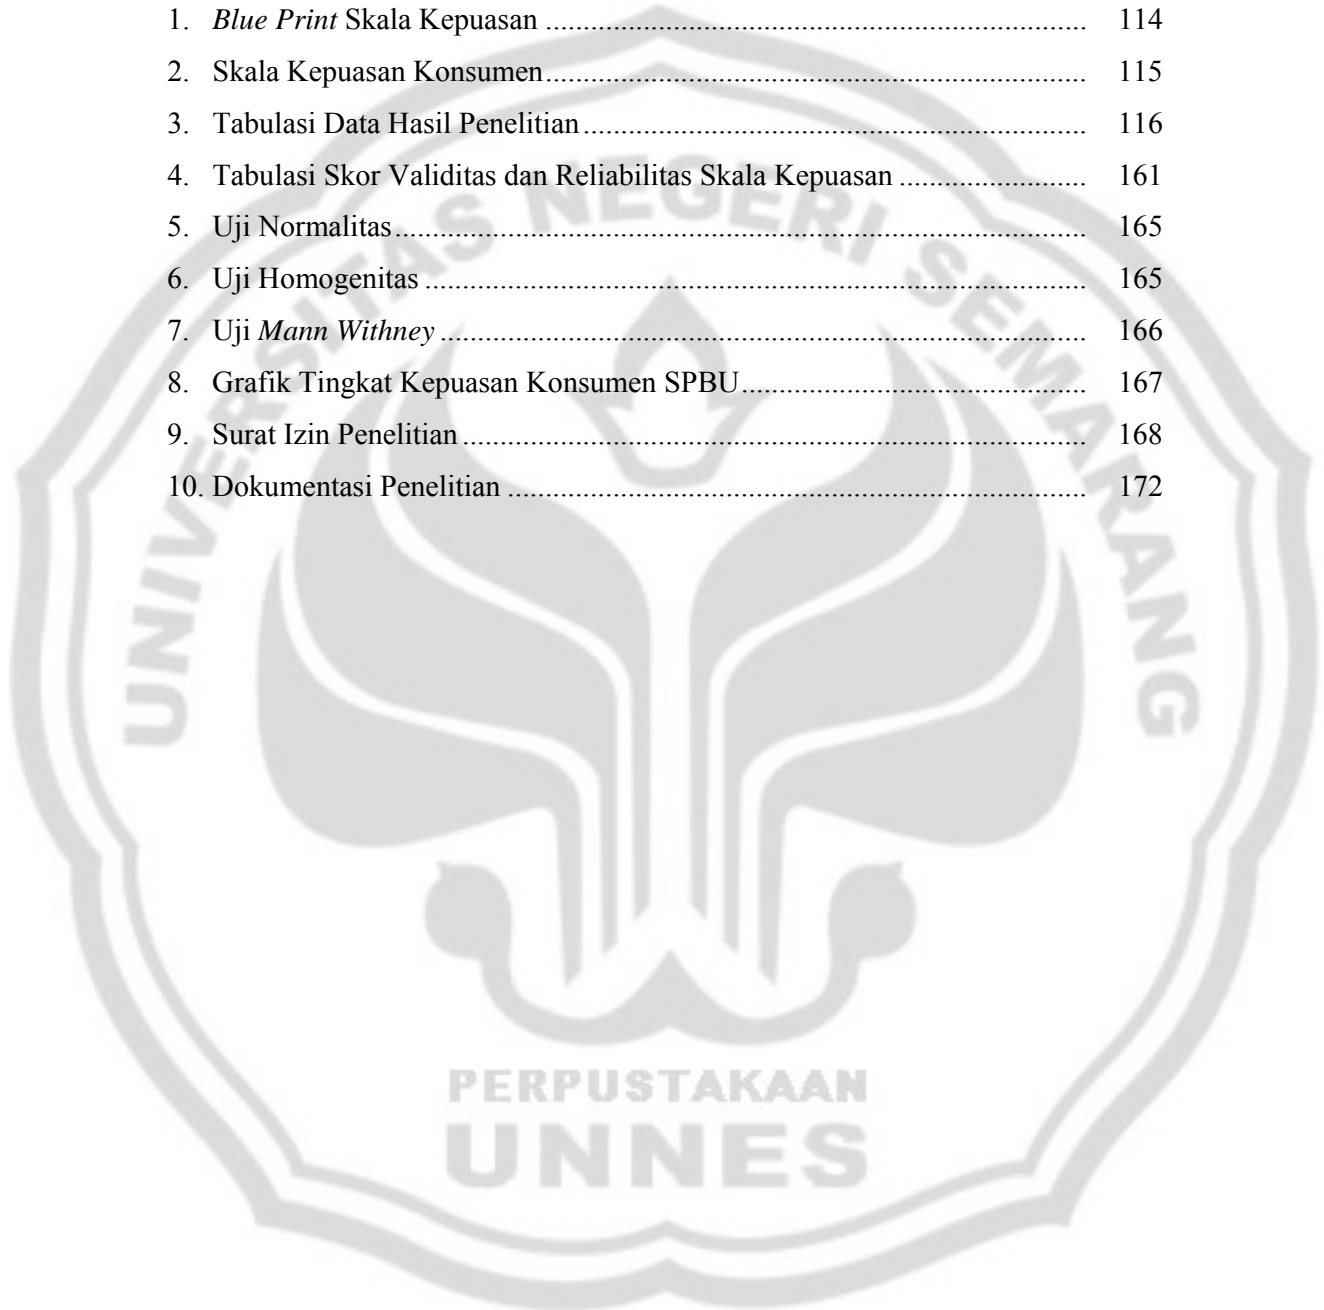 1. Blue Print Skala Kepuasan ........................................................................ 114
2. Skala Kepuasan Konsumen ........................................................................ 115
3. Tabulasi Data Hasil Penelitian ................................................................... 116
4. Tabulasi Skor Validitas dan Reliabilitas Skala Kepuasan ......................... 161
5. Uji Normalitas ............................................................................................ 165
6. Uji Homogenitas ........................................................................................ 165
7. Uji Mann Withney ...................................................................................... 166
8. Grafik Tingkat Kepuasan Konsumen SPBU .............................................. 167
9. Surat Izin Penelitian ................................................................................... 168
10. Dokumentasi Penelitian ............................................................................. 172
UNIVERSITAS NEGERI SEMARANG
PERPUSTAKAAN
UNNES